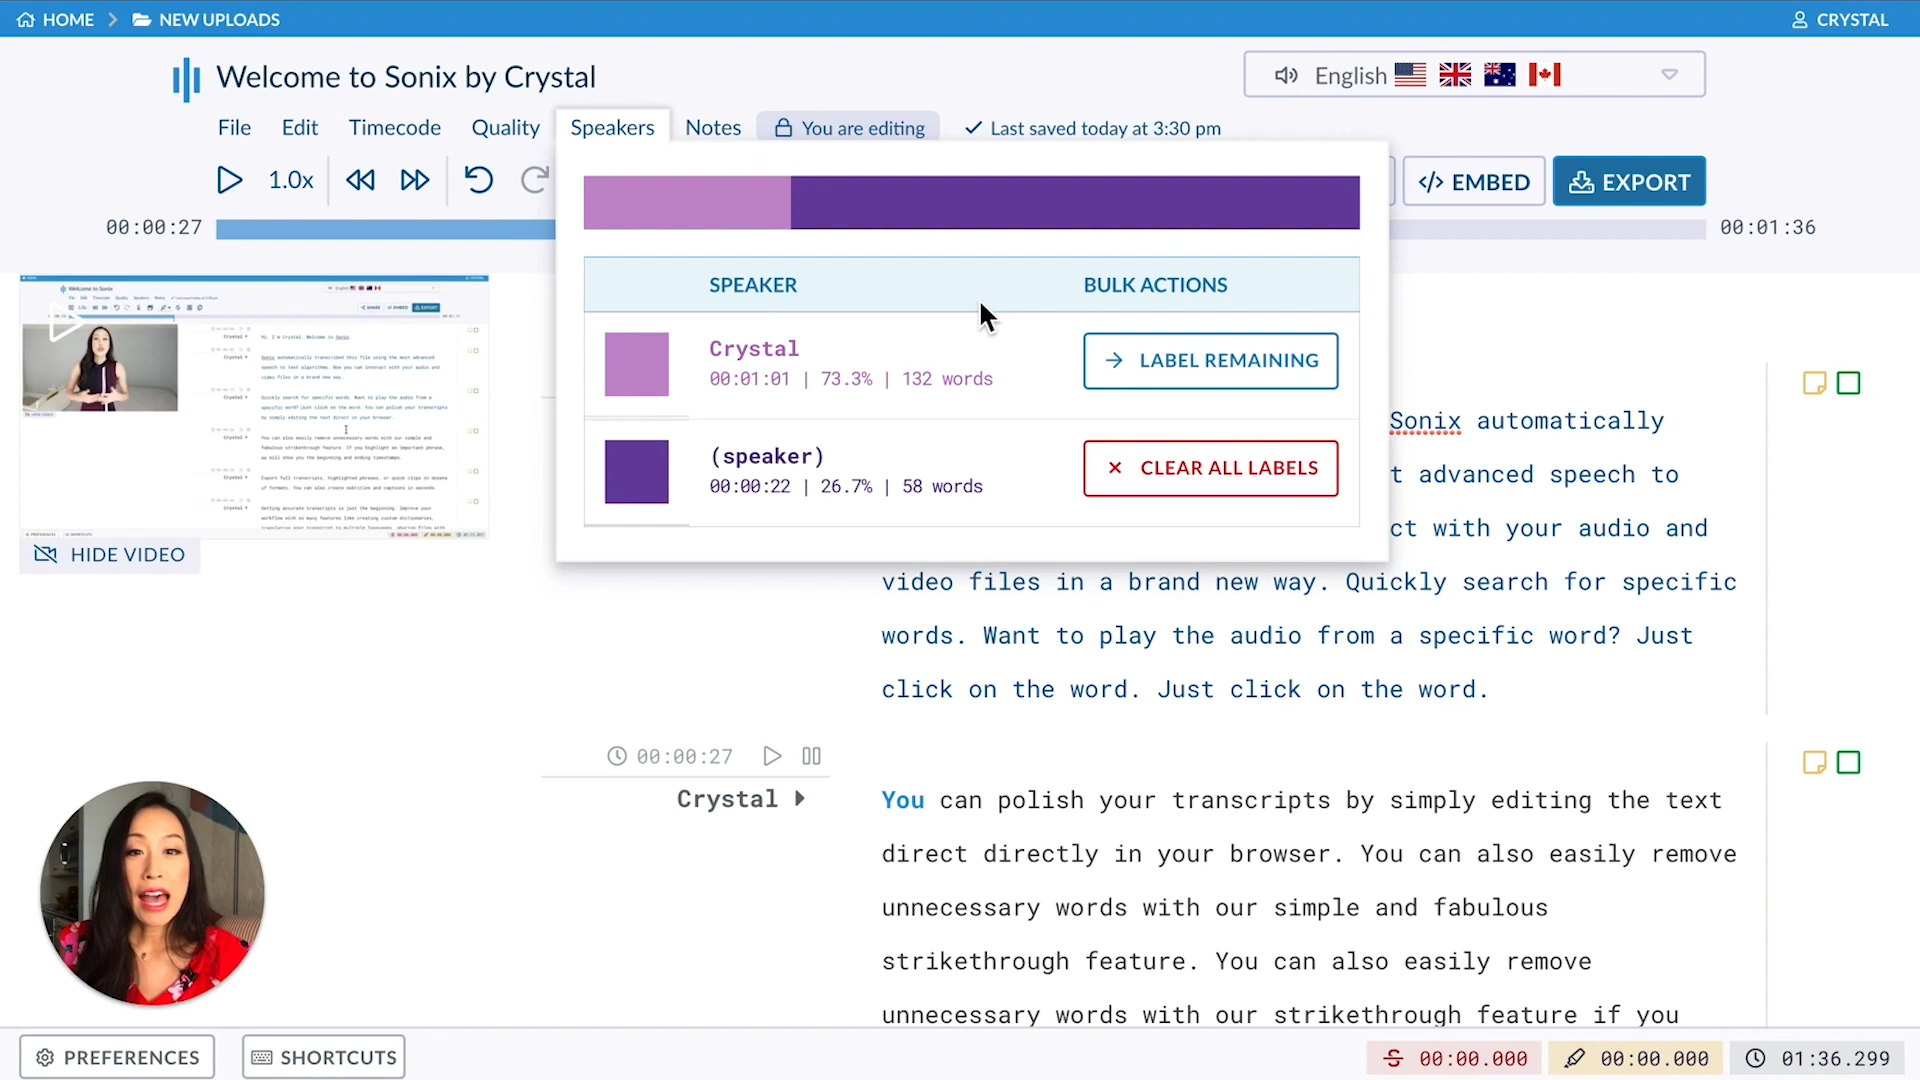 HOME
NEW UPLOADS
CRYSTAL
Welcome to Sonix by Crystal
English
File
Edit
Timecode
Quality
Speakers
Notes
You are editing
Last saved today at 3:30 pm
1.0x
</> EMBED
EXPORT
00:00:27
00:01:36
SPEAKER
BULK ACTIONS
Crystal
00:01:01 | 73.3% | 132 words
LABEL REMAINING
(speaker)
00:00:22 | 26.7% | 58 words
CLEAR ALL LABELS
Sonix automatically
t advanced speech to
ct with your audio and
video files in a brand new way. Quickly search for specific
words. Want to play the audio from a specific word? Just
click on the word. Just click on the word.
HIDE VIDEO
00:00:27
Crystal
You can polish your transcripts by simply editing the text
direct directly in your browser. You can also easily remove
unnecessary words with our simple and fabulous
strikethrough feature. You can also easily remove
unnecessary words with our strikethrough feature if you
PREFERENCES
SHORTCUTS
00:00.000
00:00.000
01:36.299